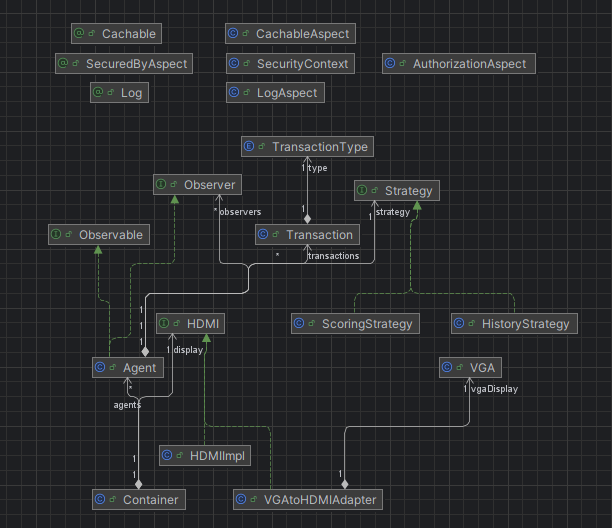 Cachable
CachableAspect
SecuredByAspect
SecurityContext
AuthorizationAspect
Log
LogAspect
TransactionType
1 type
Observer
Strategy
1
* observers
1 strategy
Observable
Transaction
* transactions
1
1
1
HDMI
ScoringStrategy
HistoryStrategy
1 display
Agent
VGA
*
agents
1 vgaDisplay
HDMIImpl
1
1
1
Container
VGAtoHDMIAdapter